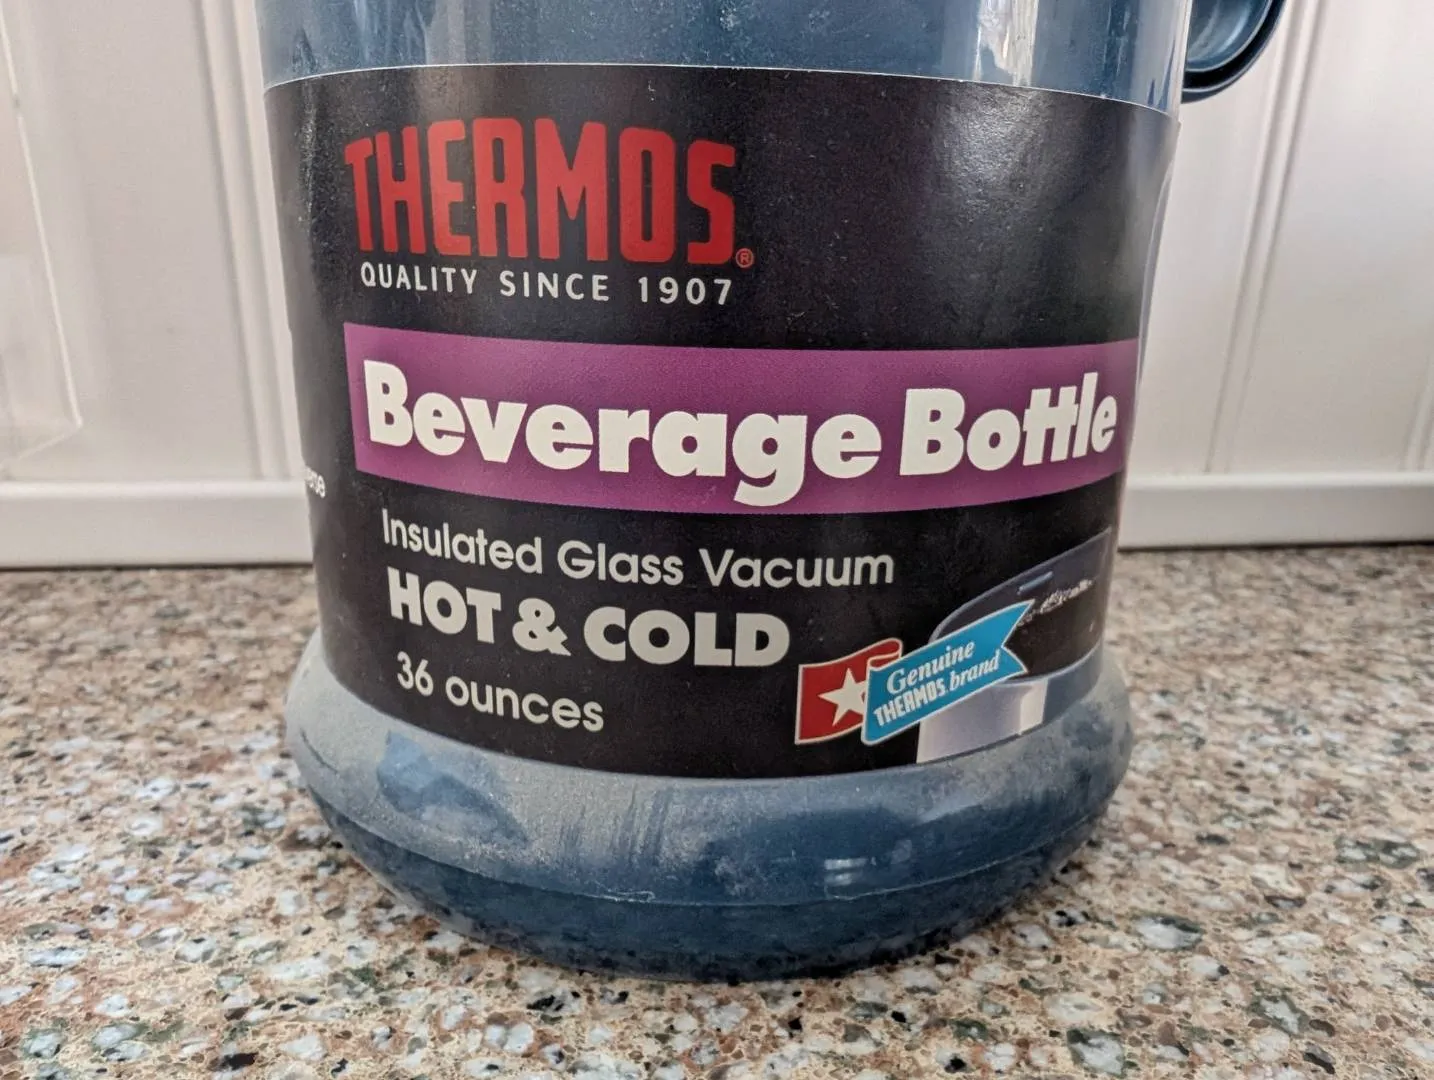 THERMOS®
QUALITY SINCE 1907
Beverage Bottle
Insulated Glass Vacuum
HOT & COLD
36 ounces
Genuine
THERMOS brand